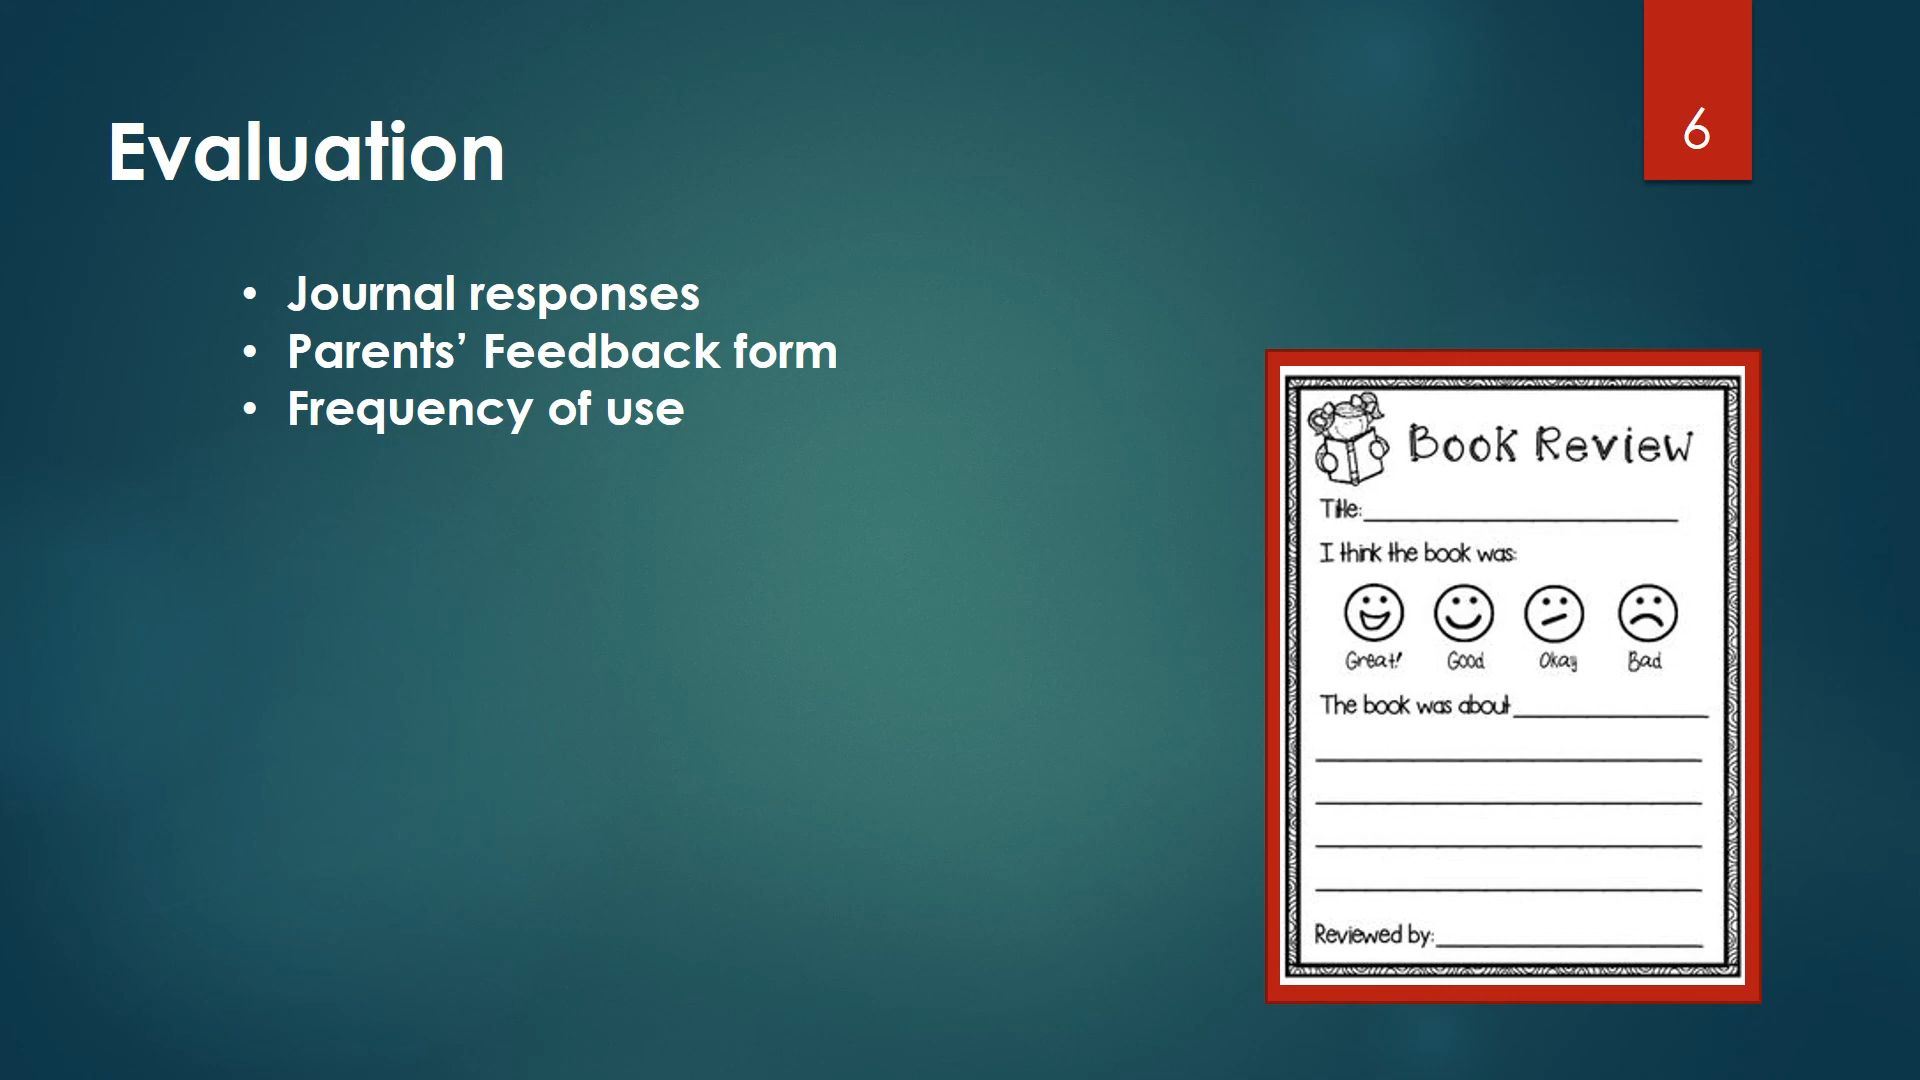 6
Evaluation
• Journal responses
• Parents’ Feedback form
• Frequency of use
Book Review
Title:
I think the book was:
Great! Good Okay Bad
The book was about
Reviewed by: